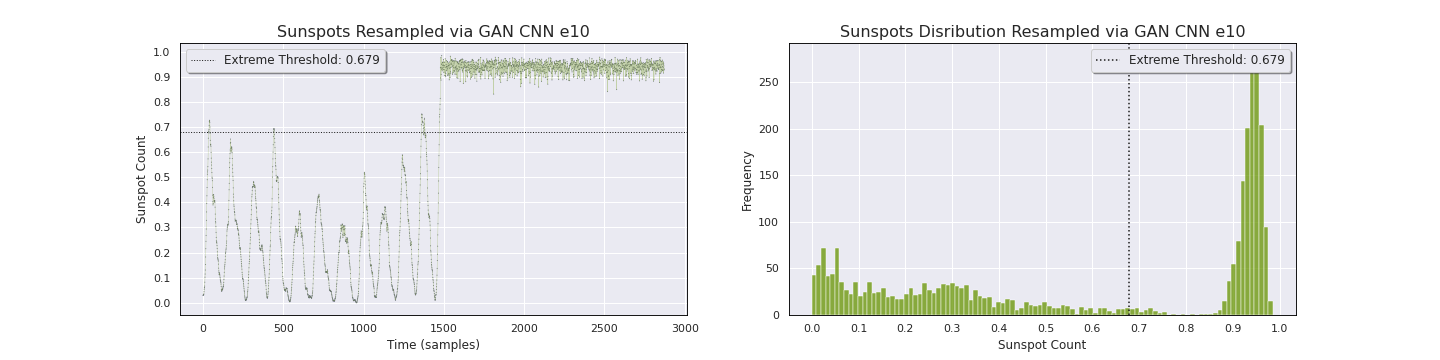 Sunspots Resampled via GAN CNN e10
Extreme Threshold: 0.679
Sunspot Count
1.0
0.9
0.8
0.7
0.6
0.5
0.4
0.3
0.2
0.1
0.0
0 500 1000 1500 2000 2500 3000
Time (samples)
Sunspots Disribution Resampled via GAN CNN e10
Extreme Threshold: 0.679
Frequency
250
200
150
100
50
0
0.0 0.1 0.2 0.3 0.4 0.5 0.6 0.7 0.8 0.9 1.0
Sunspot Count